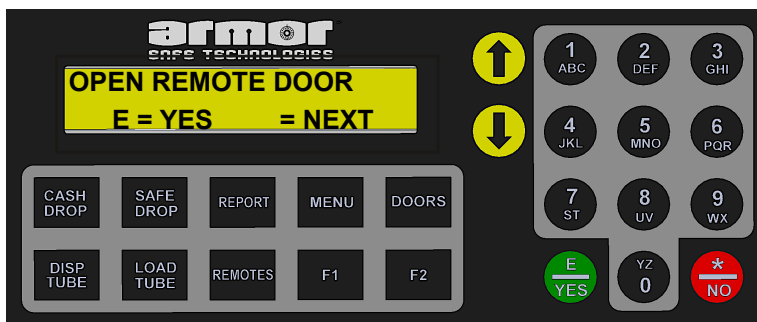 armor
SAFE TECHNOLOGIES
OPEN REMOTE DOOR
E = YES = NEXT
CASH DROP
SAFE DROP
REPORT
MENU
DOORS
DISP TUBE
LOAD TUBE
REMOTES
F1
F2
1
ABC
2
DEF
3
GHI
4
JKL
5
MNO
6
PQR
7
ST
8
UV
9
WX
E
YES
YZ
0
*
NO